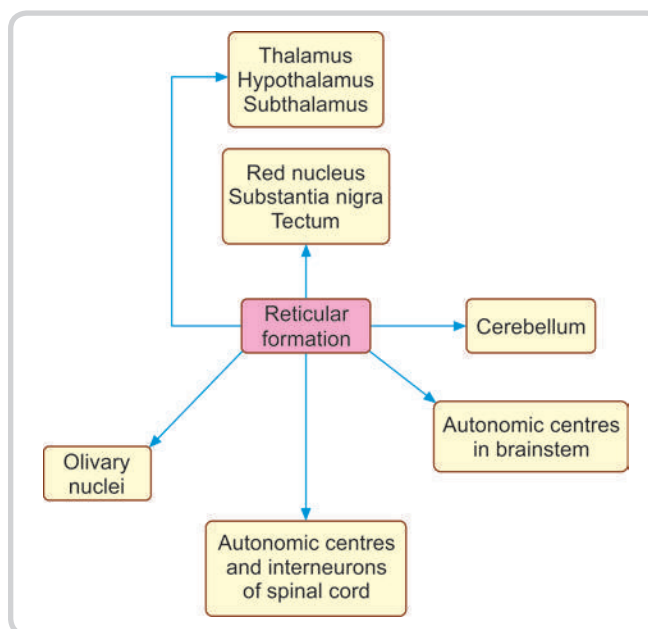 Thalamus
Hypothalamus
Subthalamus
Red nucleus
Substantia nigra
Tectum
Reticular
formation
Cerebellum
Autonomic centres
in brainstem
Olivary
nuclei
Autonomic centres
and interneurons
of spinal cord